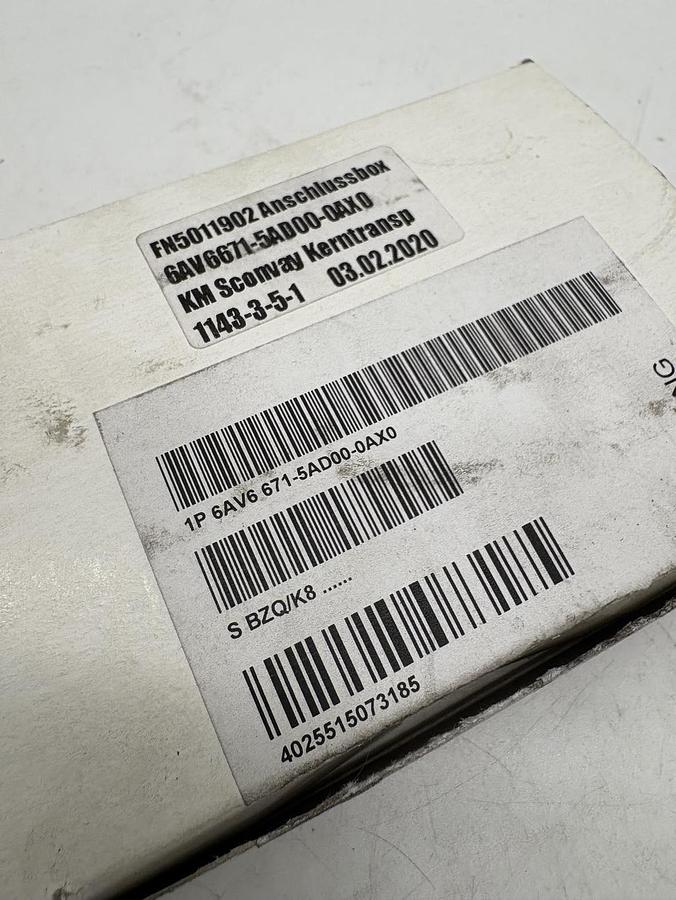 FN5011902 Anschlussbox
6AV6671-5AD00-0AX0
KM Sconvay Kerntransp
1143-3-5-1 03.02.2020
1P 6AV6 671-5AD00-0AX0
S BZQ/K8 ......
4025515073185